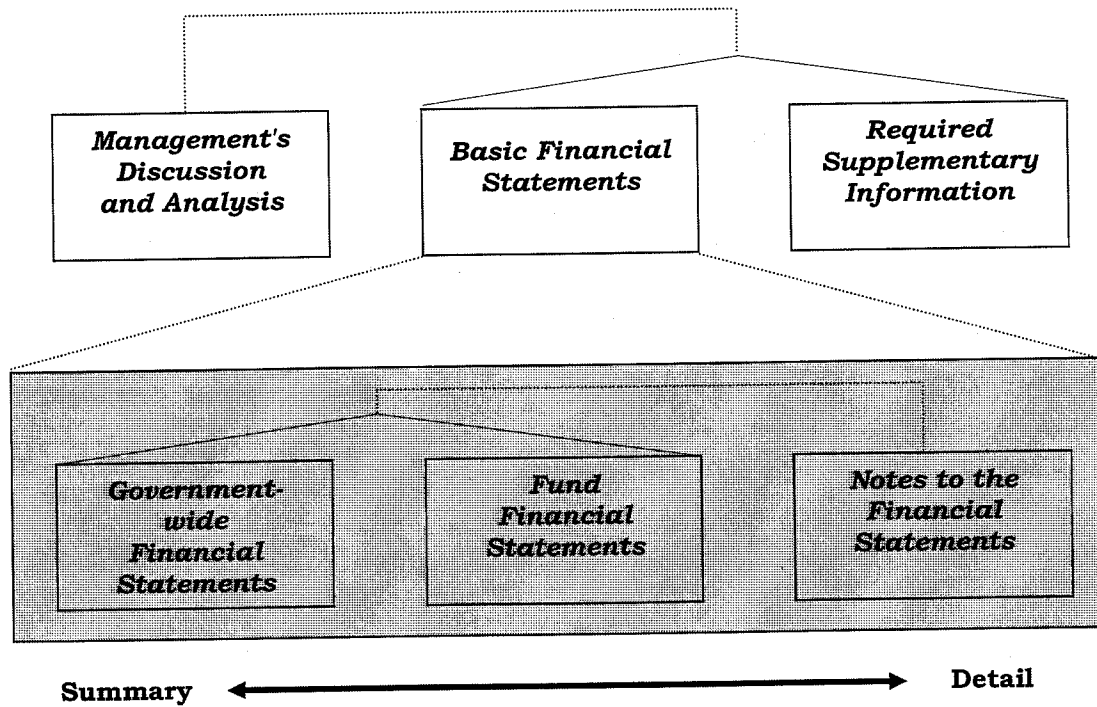 Management's
Discussion
and Analysis
Basic Financial
Statements
Required
Supplementary
Information
Government-
wide
Financial
Statements
Fund
Financial
Statements
Notes to the
Financial
Statements
Summary
Detail